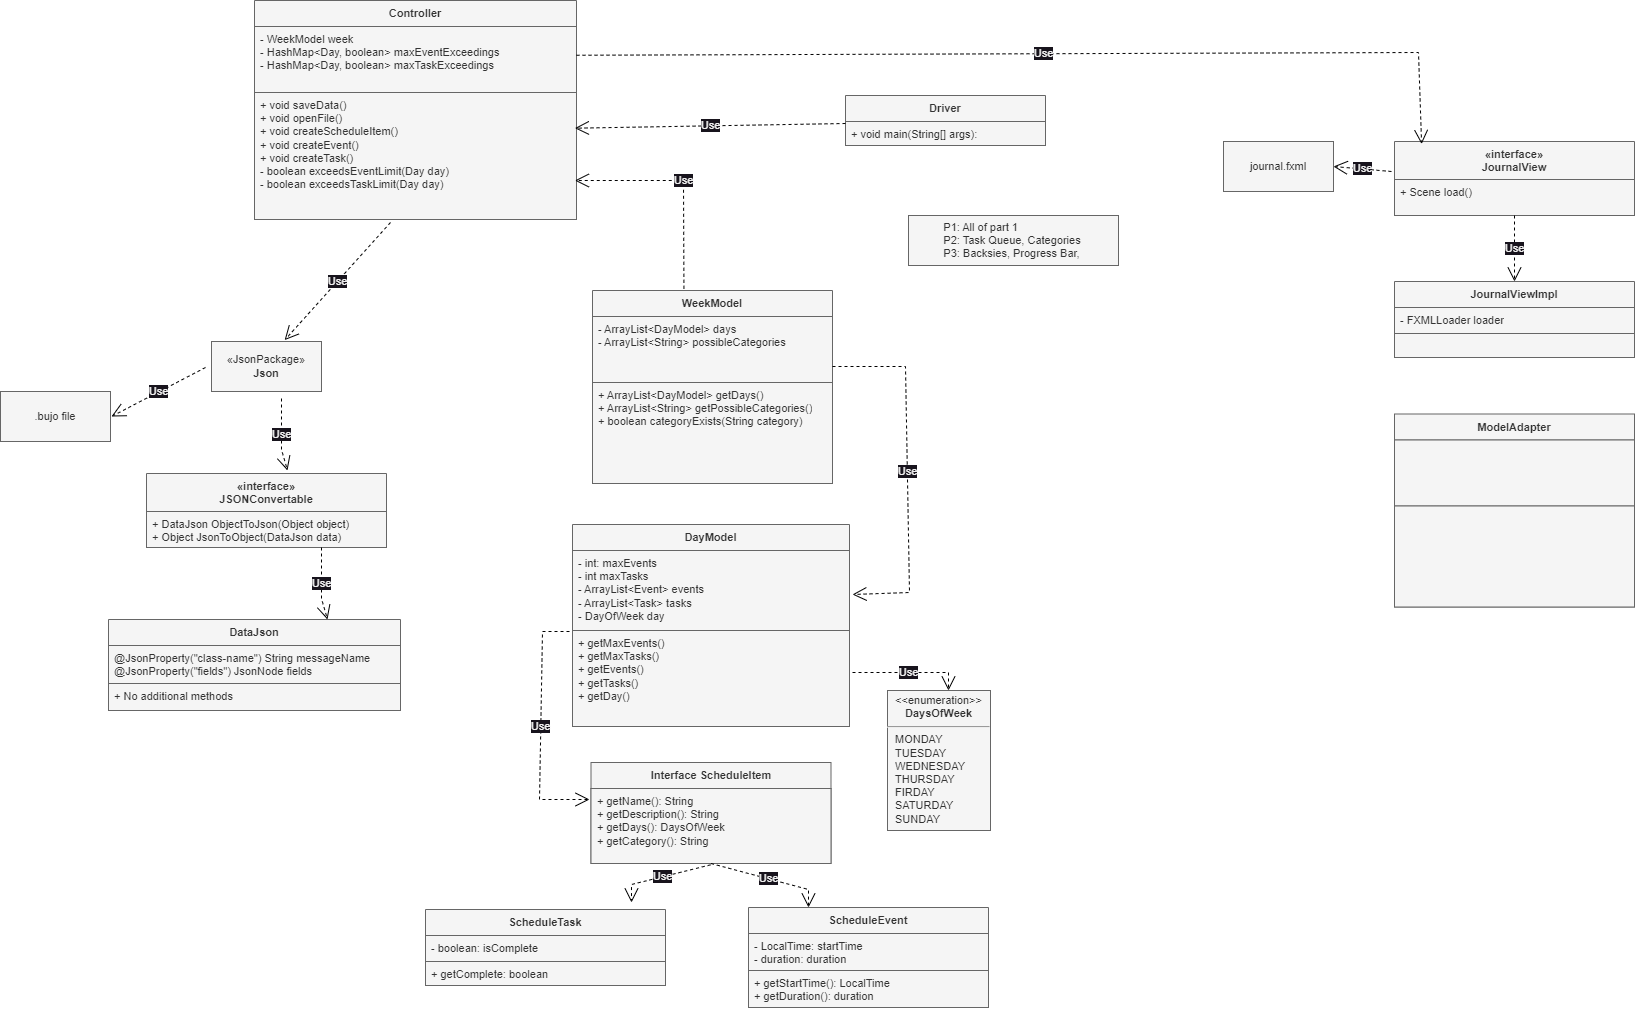 Controller
- WeekModel week
- HashMap<Day, boolean> maxEventExceedings
- HashMap<Day, boolean> maxTaskExceedings
+ void saveData()
+ void openFile()
+ void createScheduleItem()
+ void createEvent()
+ void createTask()
- boolean exceedsEventLimit(Day day)
- boolean exceedsTaskLimit(Day day)
Use
Driver
+ void main(String[] args):
Use
Use
journal.fxml
Use
«interface»
JournalView
+ Scene load()
P1: All of part 1
P2: Task Queue, Categories
P3: Backsies, Progress Bar,
Use
JournalViewImpl
- FXMLLoader loader
Use
WeekModel
- ArrayList<DayModel> days
- ArrayList<String> possibleCategories
+ ArrayList<DayModel> getDays()
+ ArrayList<String> getPossibleCategories()
+ boolean categoryExists(String category)
«JsonPackage»
Json
Use
.bujo file
Use
ModelAdapter
Use
«interface»
JSONConvertable
+ DataJson ObjectToJson(Object object)
+ Object JsonToObject(DataJson data)
Use
DataJson
@JsonProperty("class-name") String messageName
@JsonProperty("fields") JsonNode fields
+ No additional methods
DayModel
- int: maxEvents
- int maxTasks
- ArrayList<Event> events
- ArrayList<Task> tasks
- DayOfWeek day
+ getMaxEvents()
+ getMaxTasks()
+ getEvents()
+ getTasks()
+ getDay()
Use
<<enumeration>>
DaysOfWeek
MONDAY
TUESDAY
WEDNESDAY
THURSDAY
FIRDAY
SATURDAY
SUNDAY
Use
Interface ScheduleItem
+ getName(): String
+ getDescription(): String
+ getDays(): DaysOfWeek
+ getCategory(): String
Use
Use
ScheduleTask
- boolean: isComplete
+ getComplete: boolean
ScheduleEvent
- LocalTime: startTime
- duration: duration
+ getStartTime(): LocalTime
+ getDuration(): duration